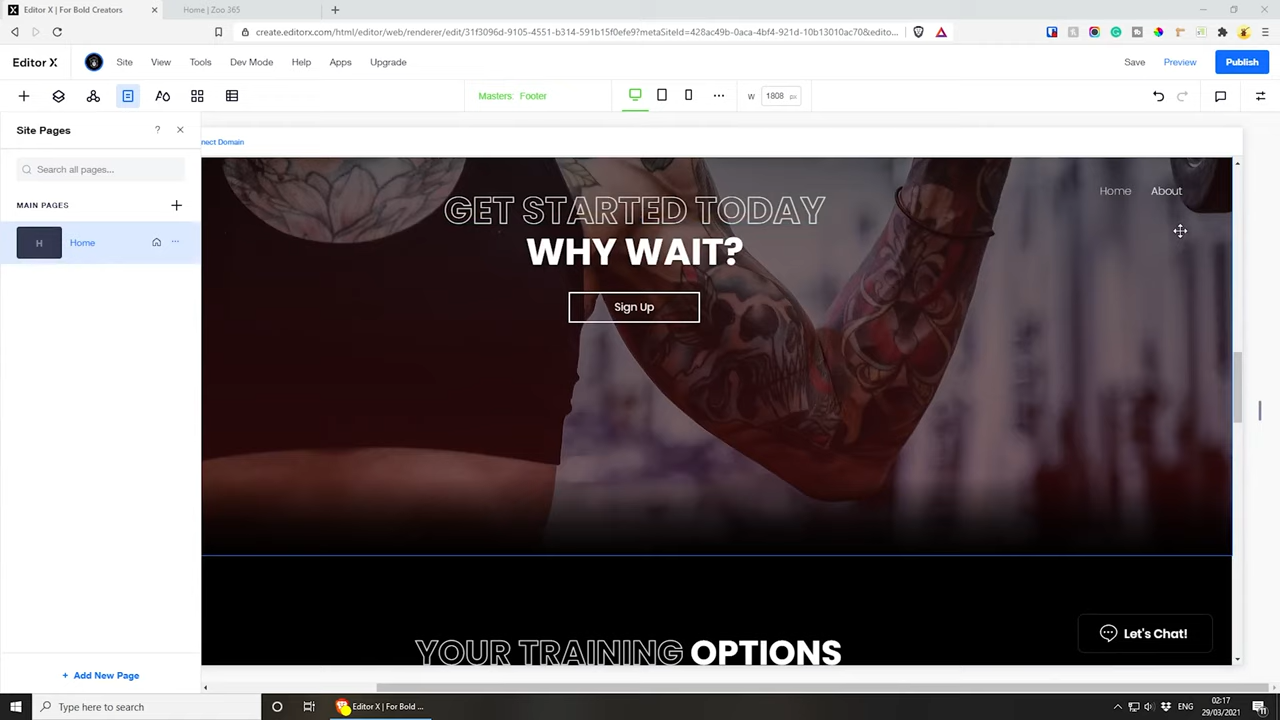 Editor X | For Bold Creators
Home | Zoo 365
create.editorx.com/html/editor/web/renderer/edit/31f3096d-9105-4551-b314-591b15f0efe9?metaSiteId=428ac49b-0aca-4bf4-921d-10b13010ac70&edito...
Editor X
Site
View
Tools
Dev Mode
Help
Apps
Upgrade
Save
Preview
Publish
Masters: Footer
W 1808 px
Site Pages
?
nect Domain
Search all pages...
MAIN PAGES
H Home
Home About
GET STARTED TODAY
WHY WAIT?
Sign Up
YOUR TRAINING OPTIONS
Let's Chat!
+ Add New Page
Type here to search
Editor X | For Bold ...
ENG
02:17
29/03/2021